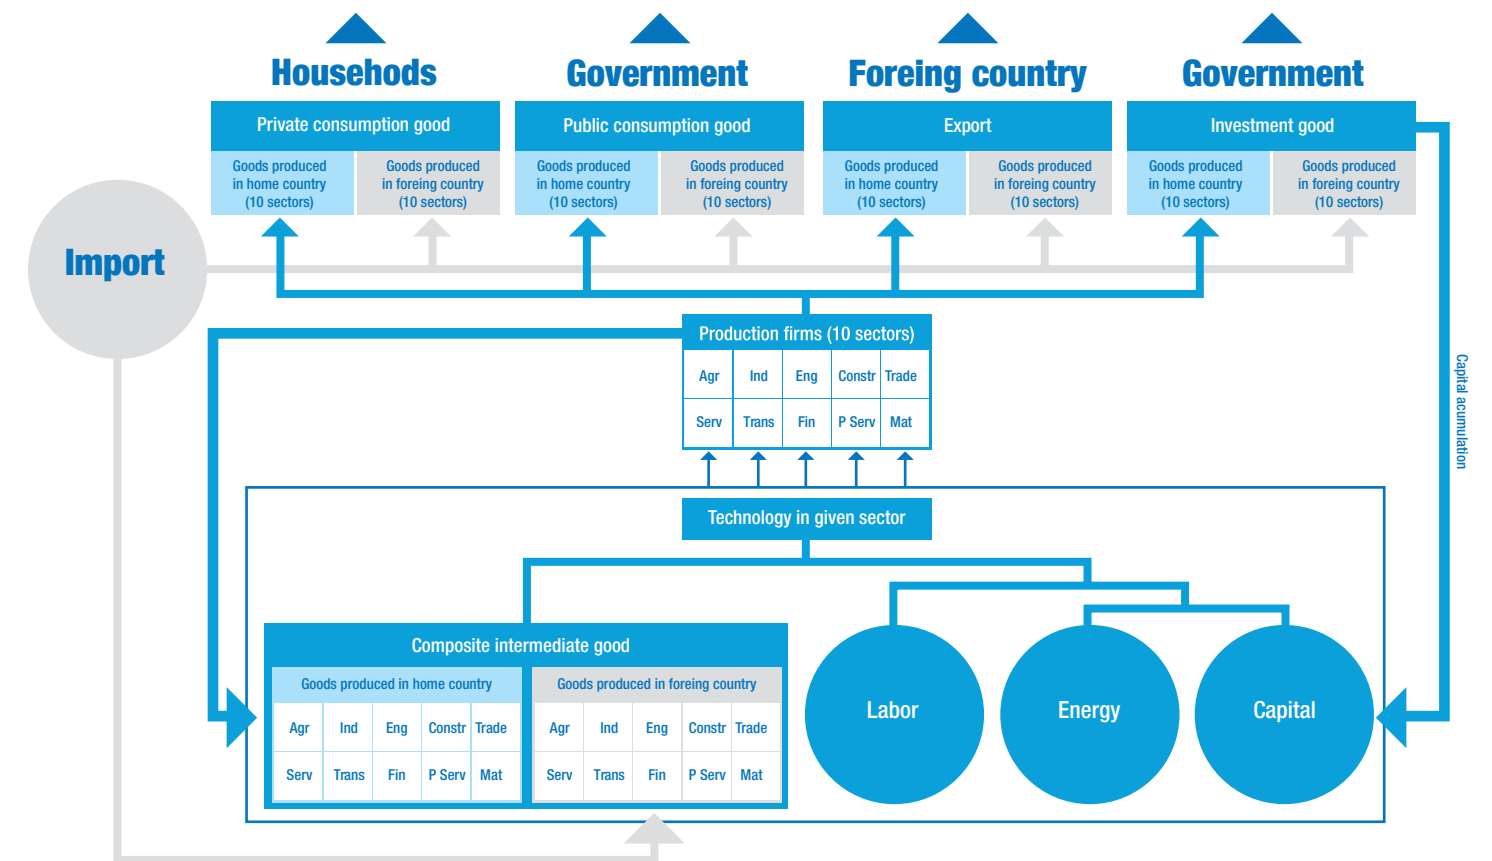 Househods
Government
Foreing country
Government
Private consumption good
Public consumption good
Export
Investment good
Goods produced
in home country
(10 sectors)
Goods produced
in foreing country
(10 sectors)
Goods produced
in home country
(10 sectors)
Goods produced
in foreing country
(10 sectors)
Goods produced
in home country
(10 sectors)
Goods produced
in foreing country
(10 sectors)
Goods produced
in home country
(10 sectors)
Goods produced
in foreing country
(10 sectors)
Import
Production firms (10 sectors)
Agr Ind Eng Constr Trade
Serv Trans Fin P Serv Mat
Capital acumulation
Technology in given sector
Composite intermediate good
Goods produced in home country
Agr Ind Eng Constr Trade
Serv Trans Fin P Serv Mat
Goods produced in foreing country
Agr Ind Eng Constr Trade
Serv Trans Fin P Serv Mat
Labor
Energy
Capital